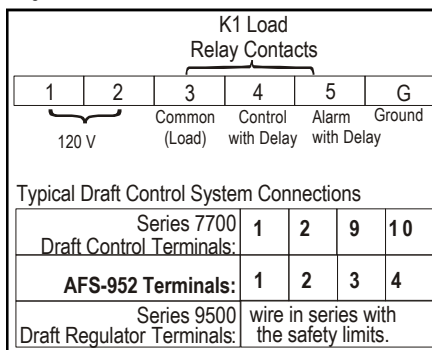 K1 Load
Relay Contacts
1 2 3 4 5 G
Common Control Alarm Ground
120 V (Load) with Delay with Delay
Typical Draft Control System Connections
Series 7700 1 2 9 10
Draft Control Terminals:
AFS-952 Terminals: 1 2 3 4
Series 9500 wire in series with
Draft Regulator Terminals: the safety limits.